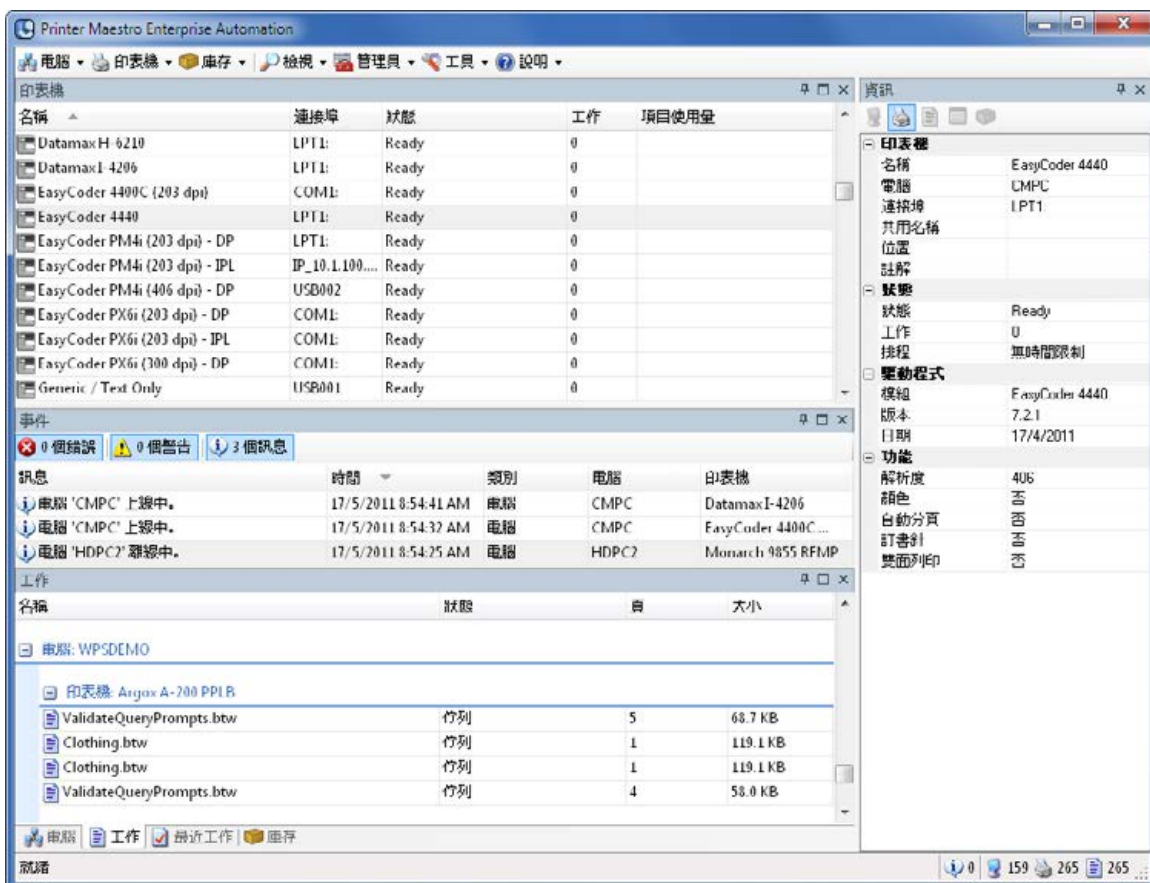 Printer Maestro Enterprise Automation
電腦 印表機 庫存 檢視 管理員 工具 說明
印表機
名稱 連接埠 狀態 工作 項目使用量
Datamax H-6210 LPT1: Ready 0
Datamax I-4206 LPT1: Ready 0
EasyCoder 4400C (203 dpi) COM1: Ready 0
EasyCoder 4440 LPT1: Ready 0
EasyCoder PM4i (203 dpi) - DP LPT1: Ready 0
EasyCoder PM4i (203 dpi) - IPL IP_10.1.100.... Ready 0
EasyCoder PM4i (406 dpi) - DP USB002 Ready 0
EasyCoder PX6i (203 dpi) - DP COM1: Ready 0
EasyCoder PX6i (203 dpi) - IPL COM1: Ready 0
EasyCoder PX6i (300 dpi) - DP COM1: Ready 0
Generic / Text Only USB001 Ready 0
事件
0 個錯誤 0 個警告 3 個訊息
訊息 時間 類別 電腦 印表機
電腦 'CMPC' 上線中。 17/5/2011 8:54:41 AM 電腦 CMPC Datamax I-4206
電腦 'CMPC' 上線中。 17/5/2011 8:54:32 AM 電腦 CMPC EasyCoder 4400C ...
電腦 'HDPC2' 離線中。 17/5/2011 8:54:25 AM 電腦 HDPC2 Monarch 9855 RFMP
工作
名稱 狀態 頁 大小
電腦: WPSDEMO
印表機: Argox A-200 PPLB
ValidateQueryPrompts.btw 佇列 5 68.7 KB
Clothing.btw 佇列 1 119.1 KB
Clothing.btw 佇列 1 119.1 KB
ValidateQueryPrompts.btw 佇列 4 58.0 KB
電腦 工作 最近工作 庫存
資訊
印表機
名稱 EasyCoder 4440
電腦 CMPC
連接埠 LPT1:
共用名稱
位置
註解
狀態
狀態 Ready
工作 0
排程 無時間限制
驅動程式
模組 EasyCoder 4440
版本 7.2.1
日期 17/4/2011
功能
解析度 406
顏色 否
自動分頁 否
訂書針 否
雙面列印 否
就緒 0 159 265 265